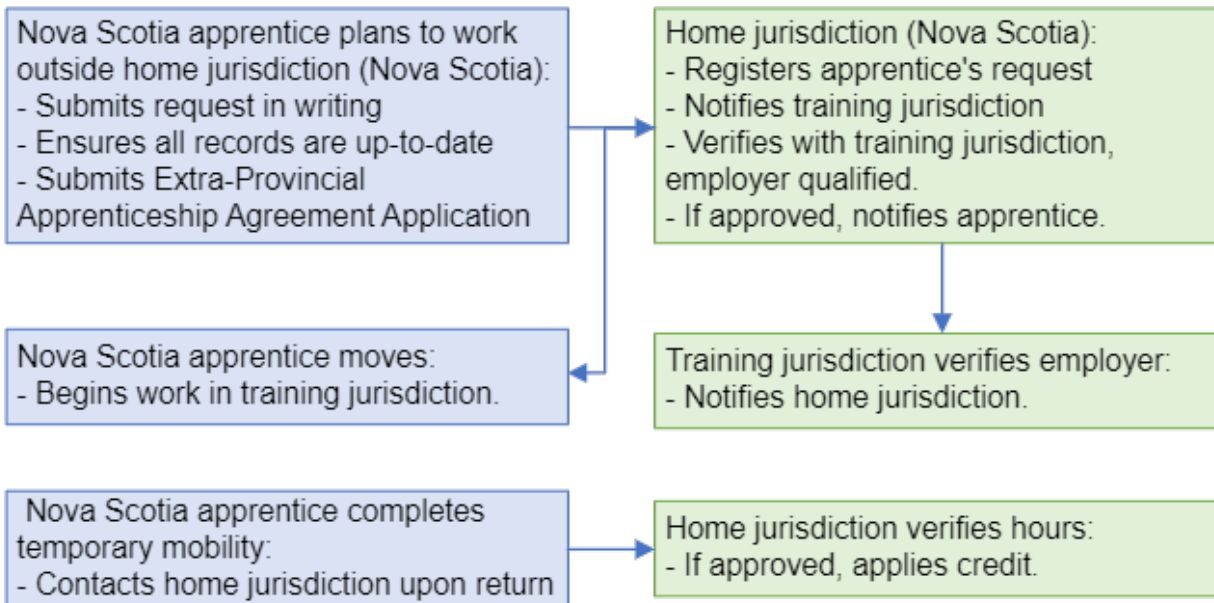 Nova Scotia apprentice plans to work
outside home jurisdiction (Nova Scotia):
- Submits request in writing
- Ensures all records are up-to-date
- Submits Extra-Provincial
Apprenticeship Agreement Application
Home jurisdiction (Nova Scotia):
- Registers apprentice's request
- Notifies training jurisdiction
- Verifies with training jurisdiction,
employer qualified.
- If approved, notifies apprentice.
Nova Scotia apprentice moves:
- Begins work in training jurisdiction.
Training jurisdiction verifies employer:
- Notifies home jurisdiction.
Nova Scotia apprentice completes
temporary mobility:
- Contacts home jurisdiction upon return
Home jurisdiction verifies hours:
- If approved, applies credit.